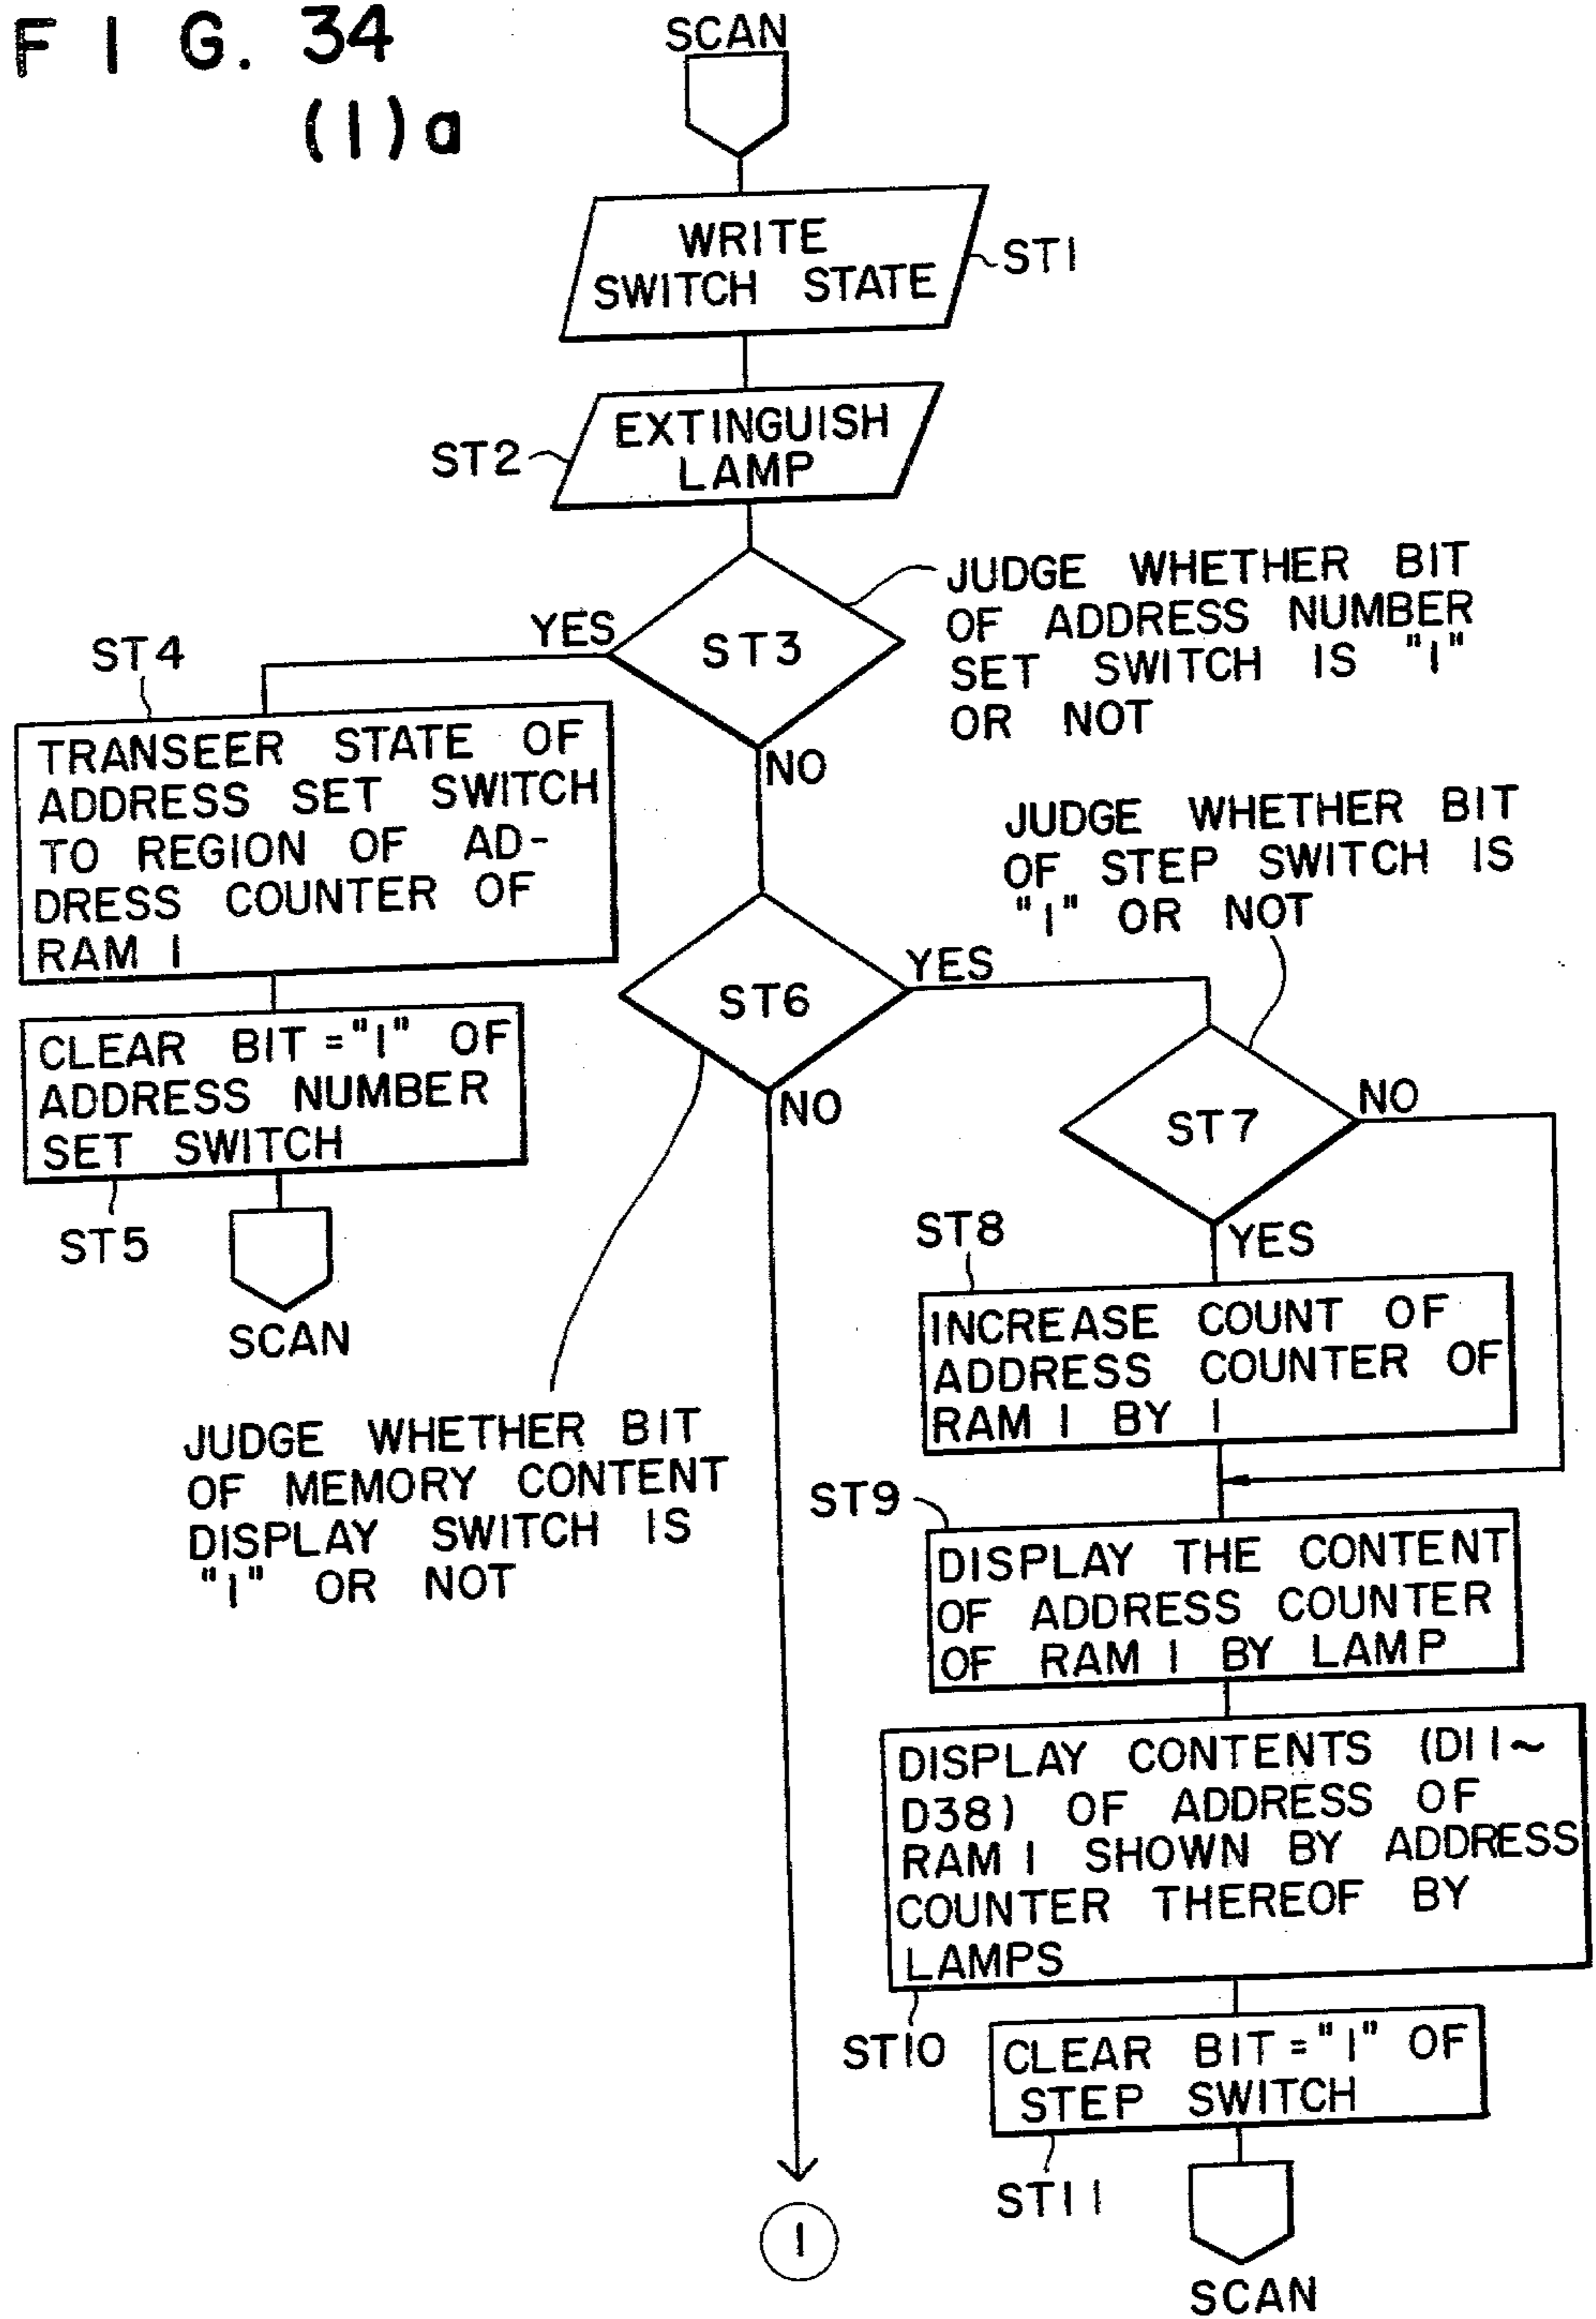 FIG. 34
(1)a
SCAN
WRITE
SWITCH STATE
ST1
EXTINGUISH
LAMP
ST2
ST3
YES
NO
JUDGE WHETHER BIT
OF ADDRESS NUMBER
SET SWITCH IS "1"
OR NOT
ST4
TRANSEER STATE OF
ADDRESS SET SWITCH
TO REGION OF AD-
DRESS COUNTER OF
RAM 1
CLEAR BIT="1" OF
ADDRESS NUMBER
SET SWITCH
ST5
SCAN
ST6
YES
NO
JUDGE WHETHER BIT
OF MEMORY CONTENT
DISPLAY SWITCH IS
"1" OR NOT
JUDGE WHETHER BIT
OF STEP SWITCH IS
"1" OR NOT
ST7
NO
YES
ST8
INCREASE COUNT OF
ADDRESS COUNTER OF
RAM 1 BY 1
ST9
DISPLAY THE CONTENT
OF ADDRESS COUNTER
OF RAM 1 BY LAMP
DISPLAY CONTENTS (D11~
D38) OF ADDRESS OF
RAM 1 SHOWN BY ADDRESS
COUNTER THEREOF BY
LAMPS
ST10
CLEAR BIT="1" OF
STEP SWITCH
ST11
SCAN
1